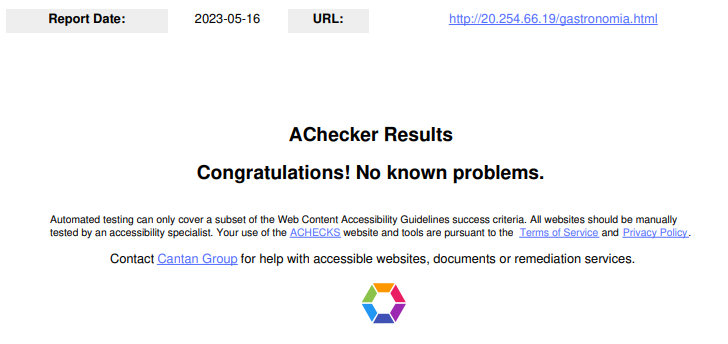 Report Date: 2023-05-16 URL: http://20.254.66.19/gastronomia.html
AChecker Results
Congratulations! No known problems.
Automated testing can only cover a subset of the Web Content Accessibility Guidelines success criteria. All websites should be manually
tested by an accessibility specialist. Your use of the ACHECKS website and tools are pursuant to the Terms of Service and Privacy Policy.
Contact Cantan Group for help with accessible websites, documents or remediation services.